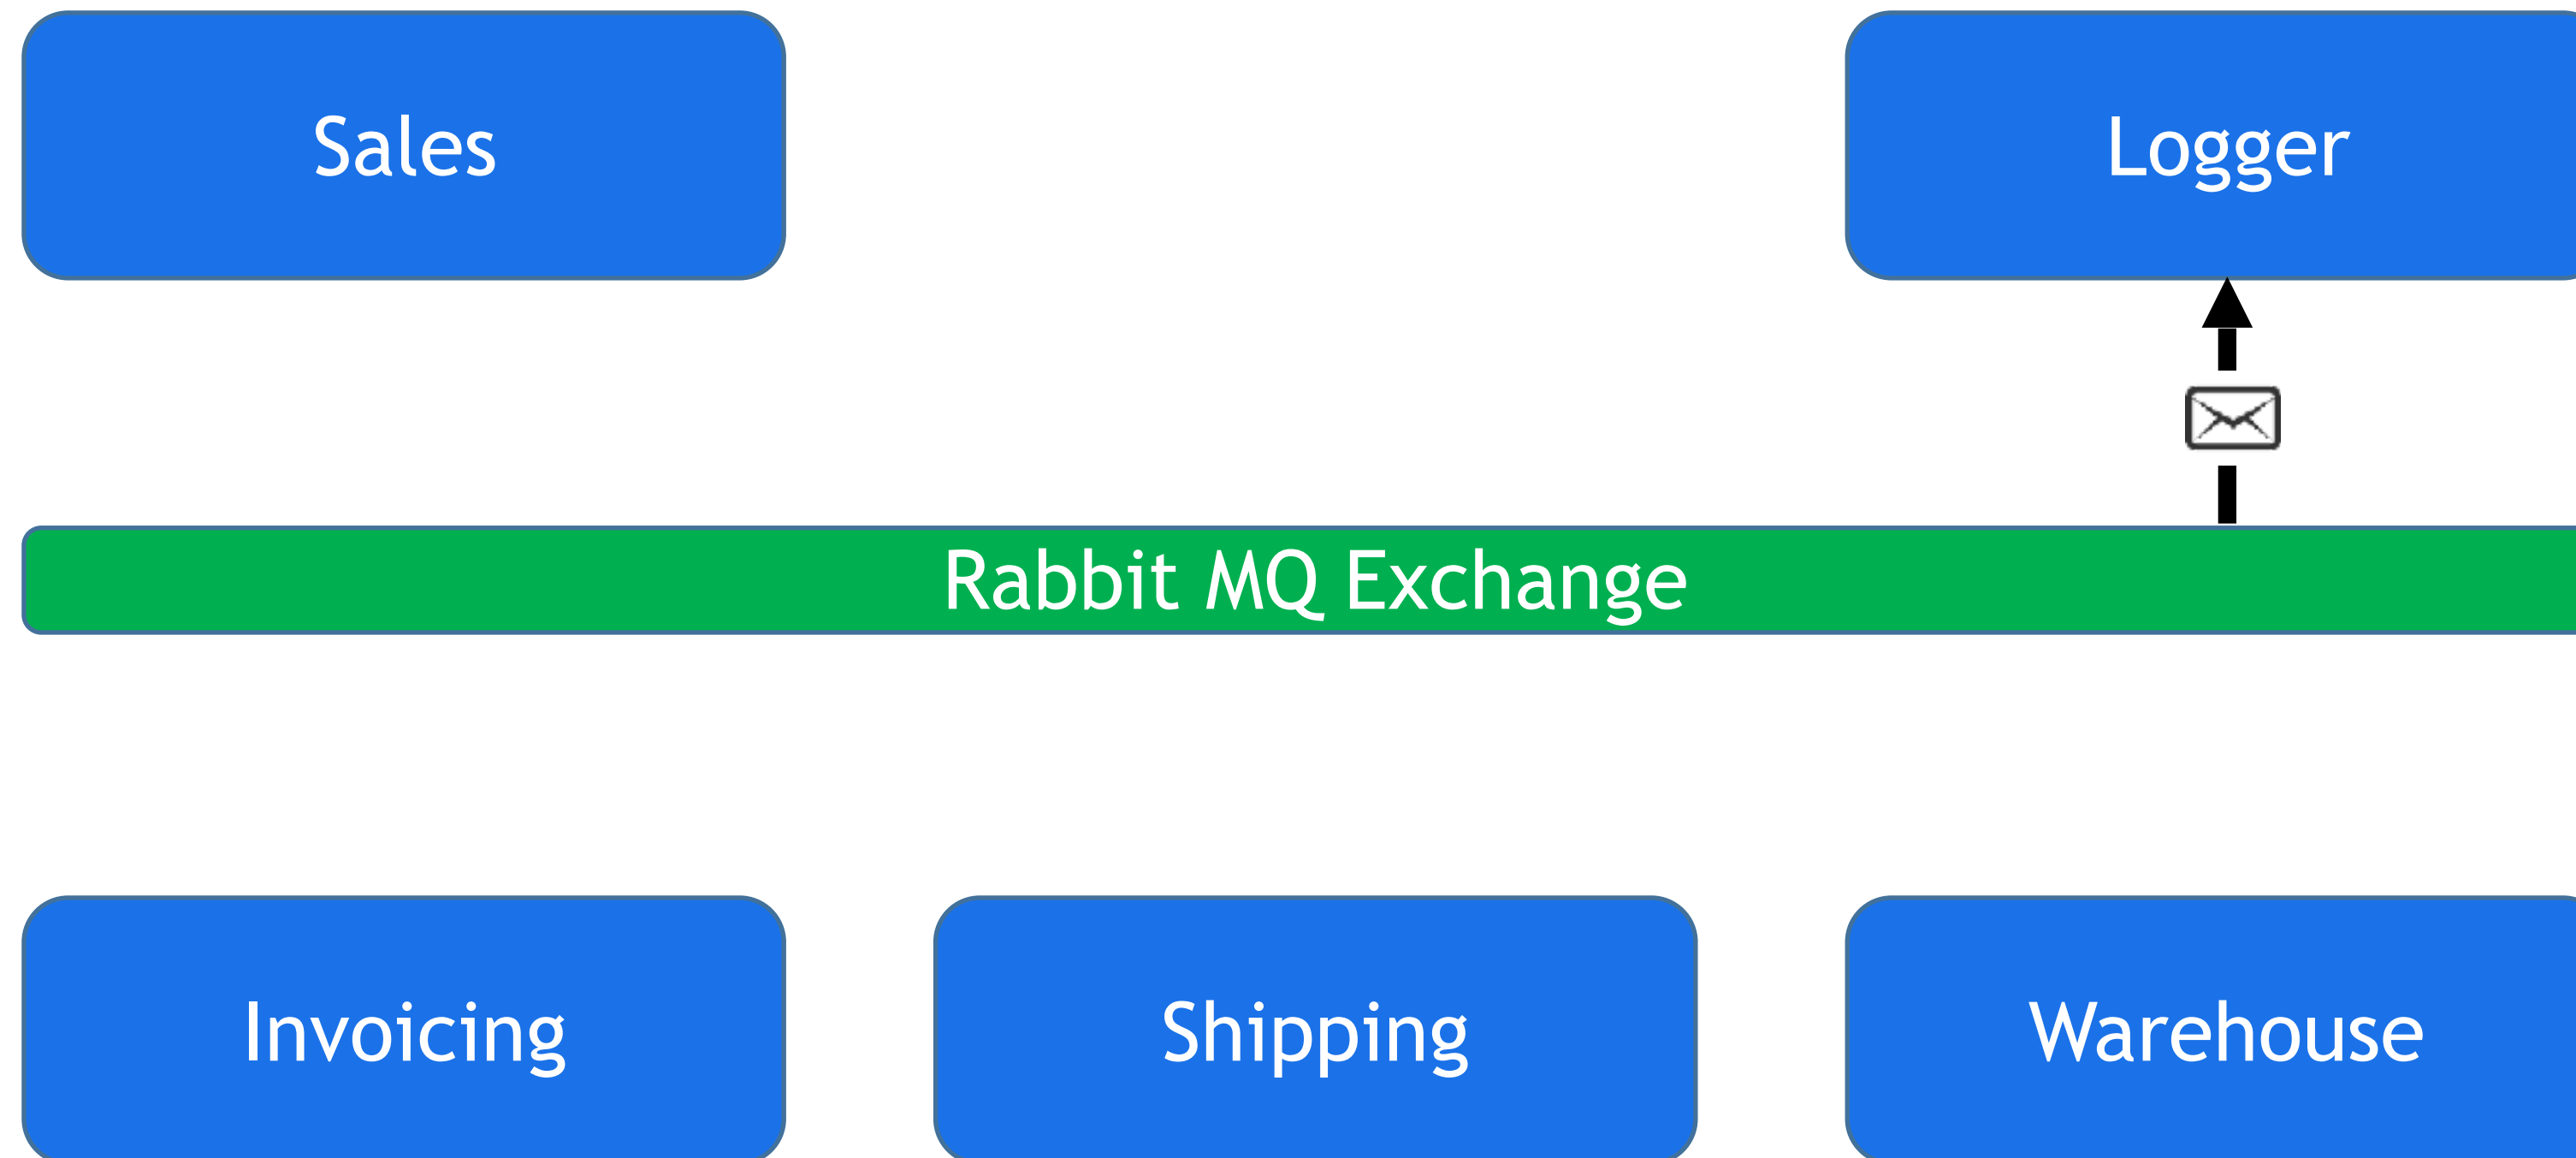 Sales
Logger
Rabbit MQ Exchange
Invoicing
Shipping
Warehouse